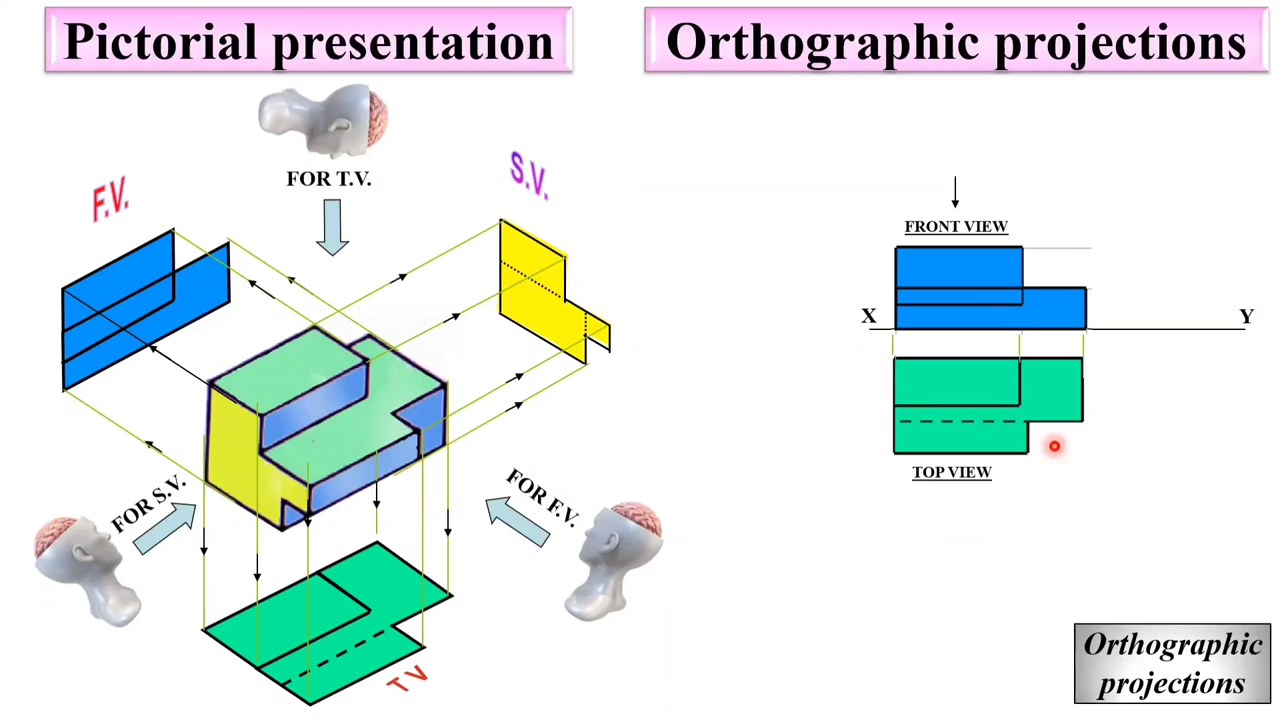 Pictorial presentation
Orthographic projections
FOR T.V.
F.V.
S.V.
FRONT VIEW
X
Y
FOR S.V.
FOR F.V.
TOP VIEW
TV
Orthographic
projections